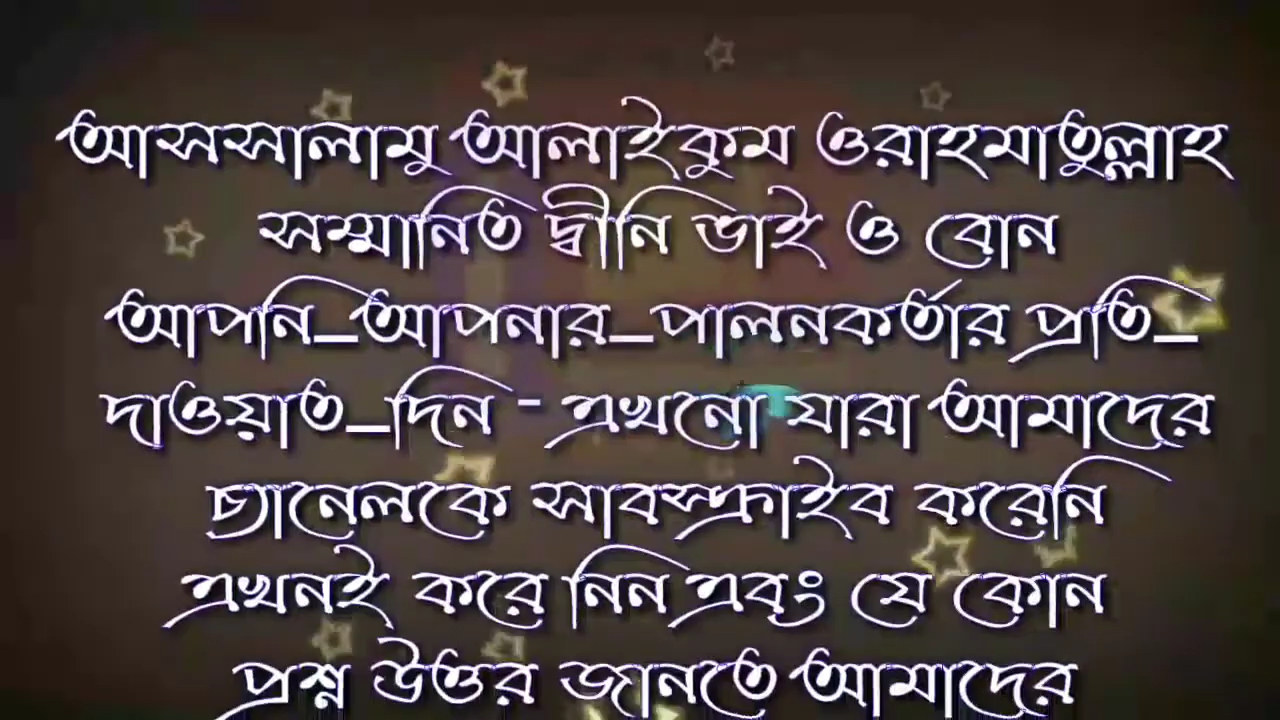 আসসালামু আলাইকুম ওরাহমাতুল্লাহ
সম্মানিত দ্বীনি ভাই ও বোন
আপনি_আপনার_পালনকর্তার প্রতি_
দাওয়াত_দিন - এখনো যারা আমাদের
চ্যানেলকে সাবস্ক্রাইব করেনি
এখনই করে নিন এবং যে কোন
প্রশ্ন উত্তর জানতে আমাদের